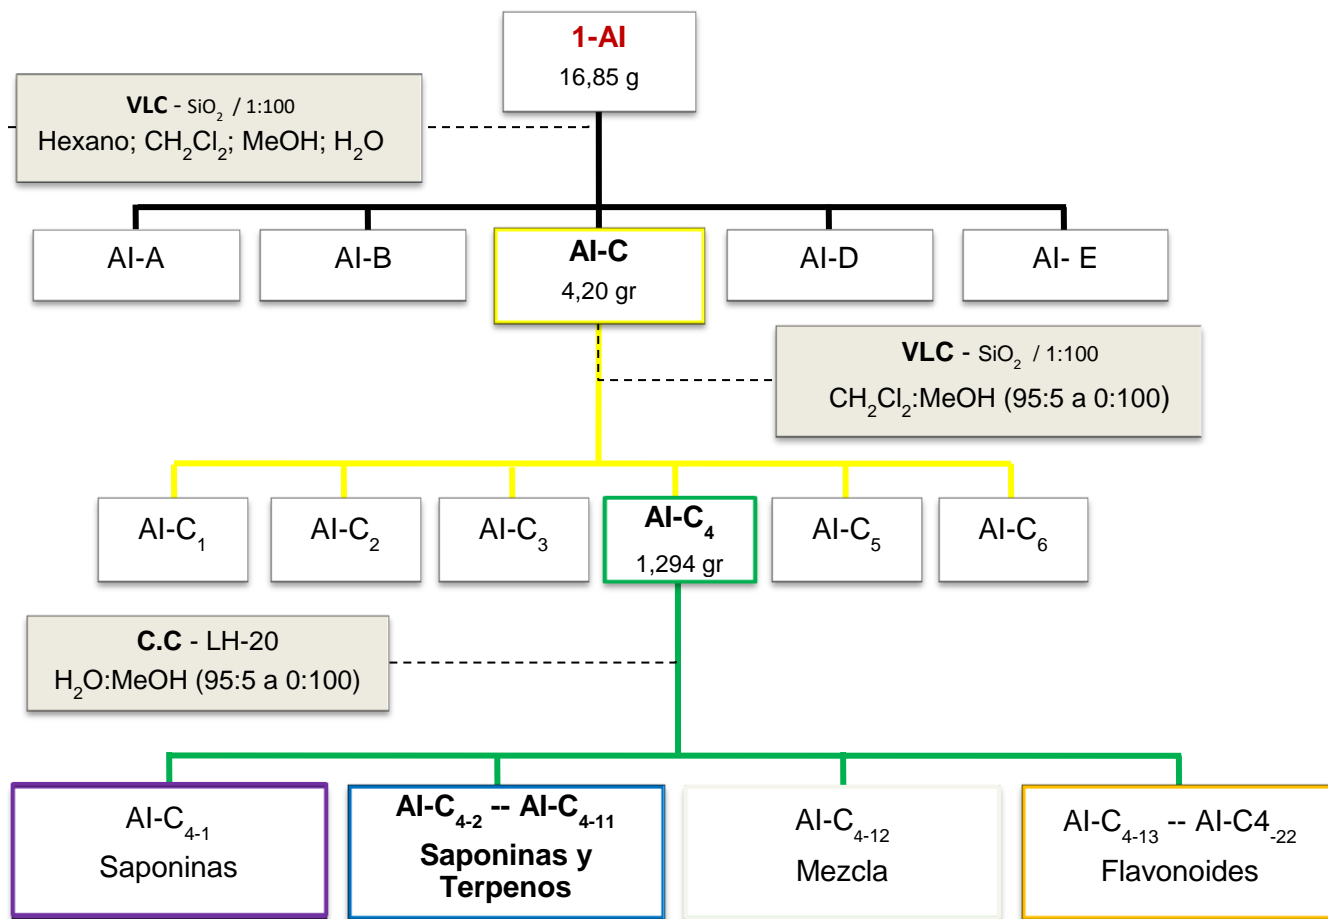 1-AI
16,85 g
VLC - SiO₂ / 1:100
Hexano; CH₂Cl₂; MeOH; H₂O
AI-A
AI-B
AI-C
4,20 gr
AI-D
AI- E
VLC - SiO₂ / 1:100
CH₂Cl₂:MeOH (95:5 a 0:100)
AI-C₁
AI-C₂
AI-C₃
AI-C₄
1,294 gr
AI-C₅
AI-C₆
C.C - LH-20
H₂O:MeOH (95:5 a 0:100)
AI-C₄₋₁
Saponinas
AI-C₄₋₂ -- AI-C₄₋₁₁
Saponinas y
Terpenos
AI-C₄₋₁₂
Mezcla
AI-C₄₋₁₃ -- AI-C4₋₂₂
Flavonoides